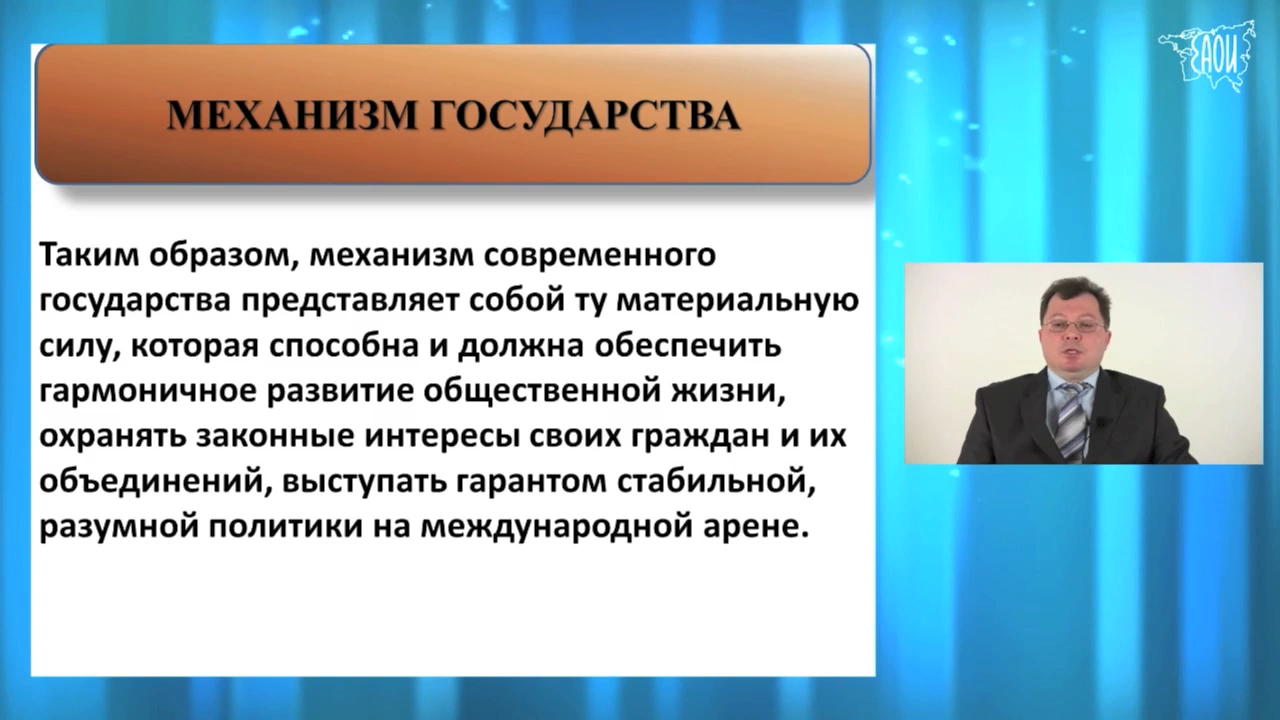 МЕХАНИЗМ ГОСУДАРСТВА
ЕАОИ
Таким образом, механизм современного
государства представляет собой ту материальную
силу, которая способна и должна обеспечить
гармоничное развитие общественной жизни,
охранять законные интересы своих граждан и их
объединений, выступать гарантом стабильной,
разумной политики на международной арене.